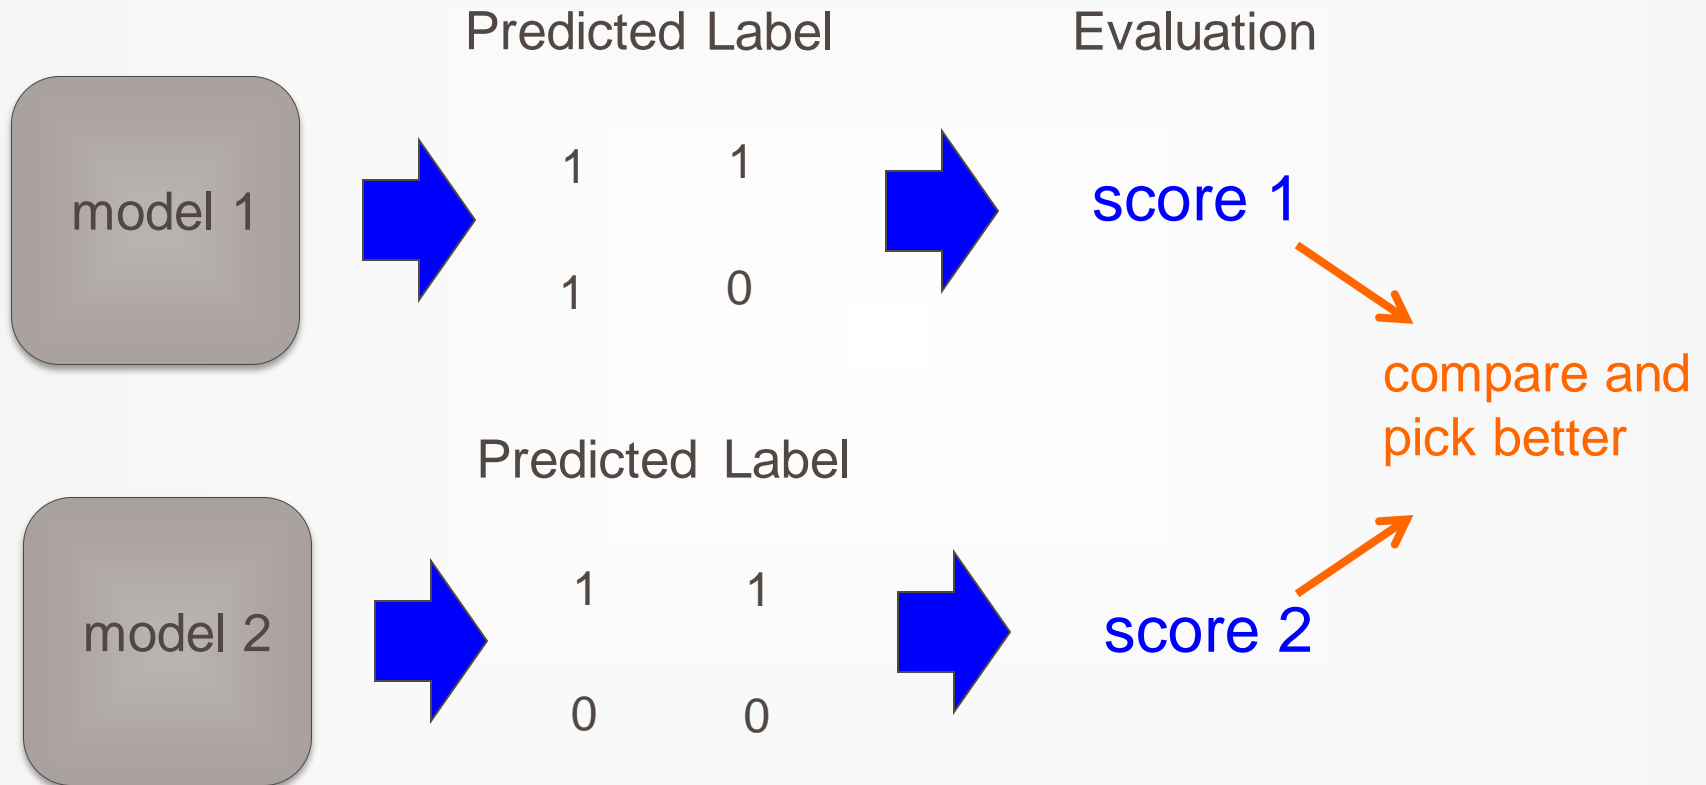 Predicted Label
Evaluation
model 1
1 1
1 0
score 1
compare and
pick better
Predicted Label
model 2
1 1
0 0
score 2